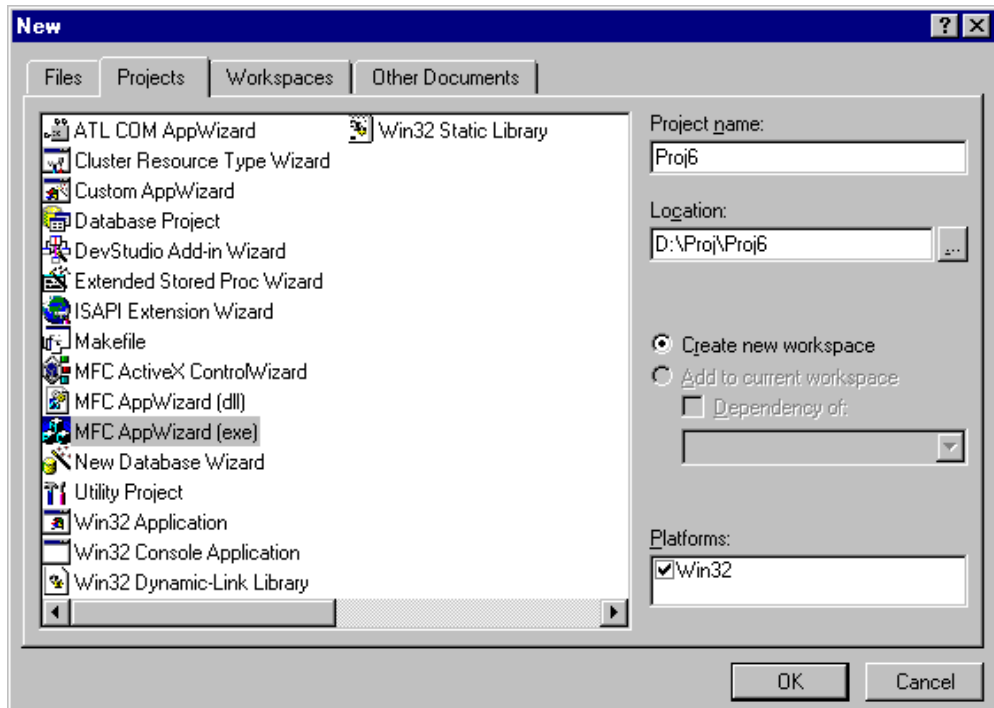 New
Files Projects Workspaces Other Documents
ATL COM AppWizard
Cluster Resource Type Wizard
Custom AppWizard
Database Project
DevStudio Add-in Wizard
Extended Stored Proc Wizard
ISAPI Extension Wizard
Makefile
MFC ActiveX ControlWizard
MFC AppWizard (dll)
MFC AppWizard (exe)
New Database Wizard
Utility Project
Win32 Application
Win32 Console Application
Win32 Dynamic-Link Library
Win32 Static Library
Project name:
Proj6
Location:
D:\Proj\Proj6
...
Create new workspace
Add to current workspace
Dependency of:
Platforms:
Win32
OK Cancel